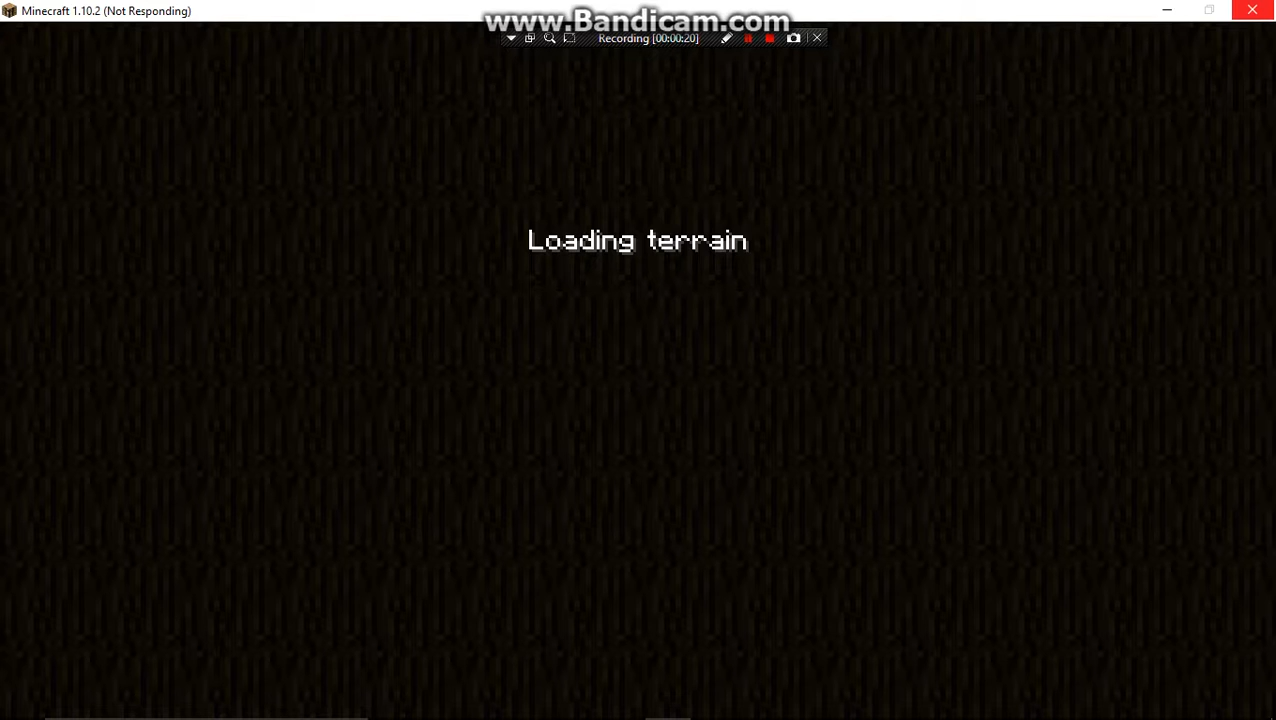 Minecraft 1.10.2 (Not Responding)
www.Bandicam.com
Recording [00:00:20]
Loading terrain